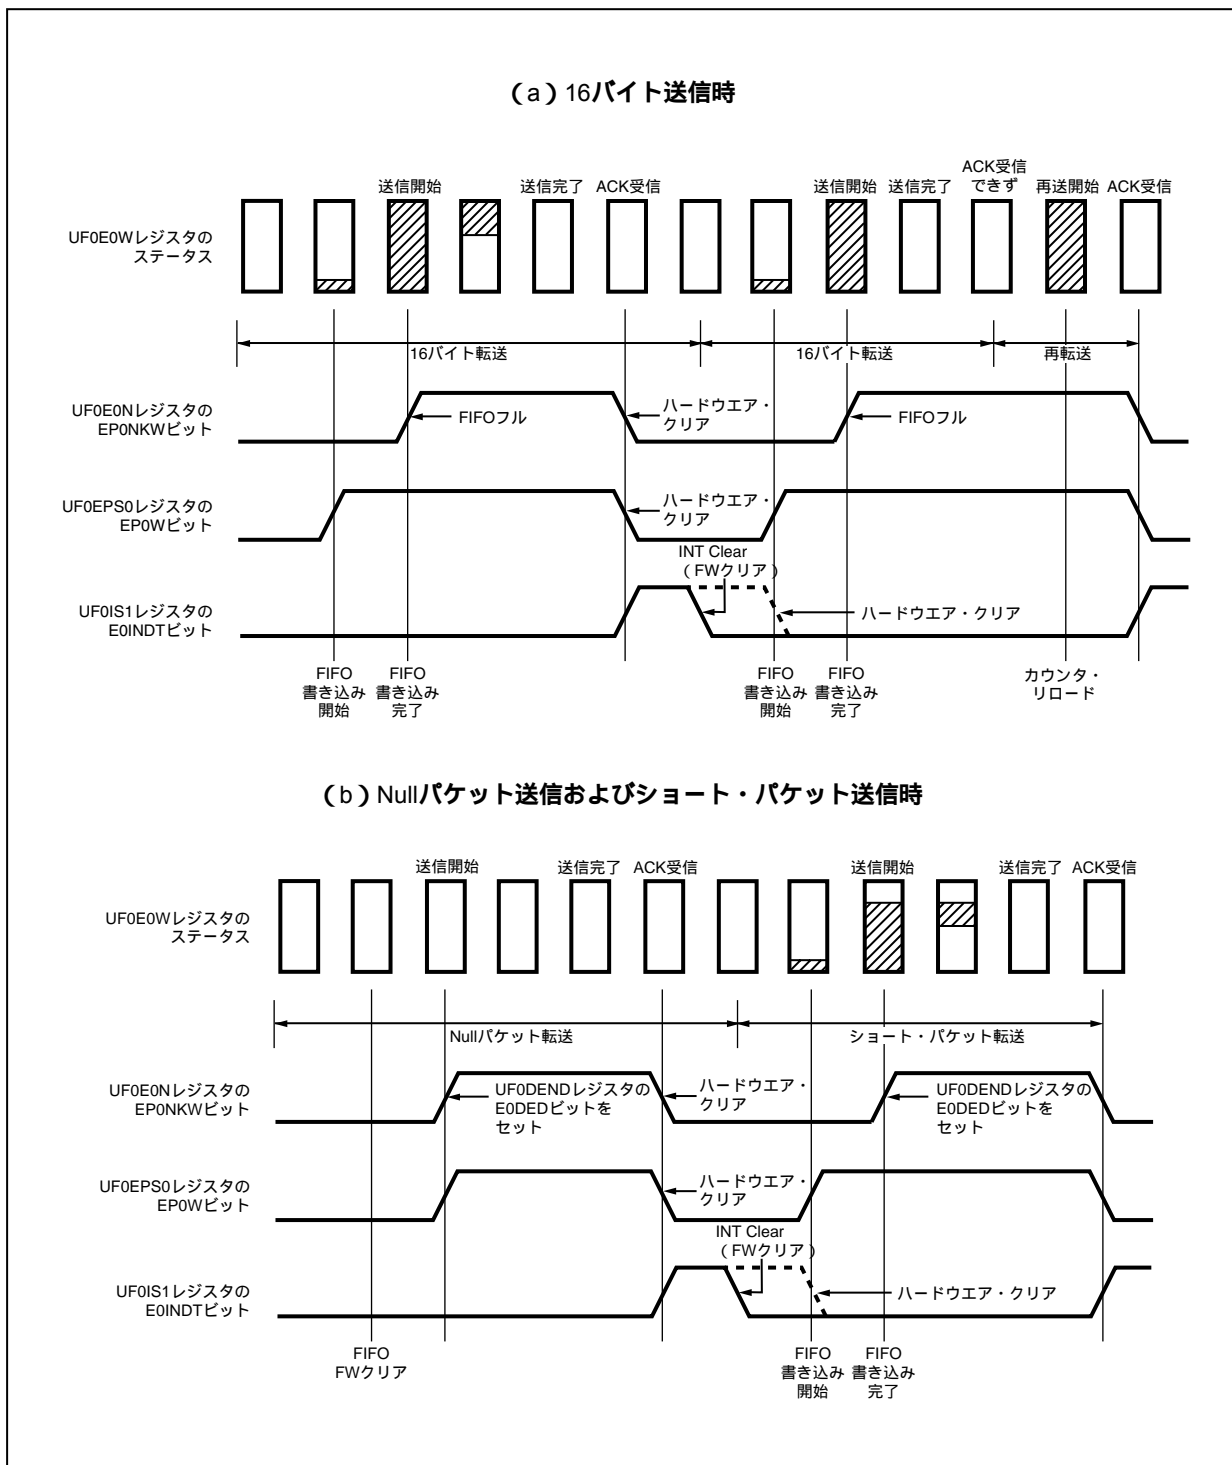 (a)16バイト送信時
送信開始
送信完了
ACK受信
送信開始
送信完了
ACK受信
できず
再送開始
ACK受信
UF0E0Wレジスタの
ステータス
16バイト転送
16バイト転送
再転送
UF0E0Nレジスタの
EP0NKWビット
FIFOフル
ハードウエア・
クリア
FIFOフル
UF0EPS0レジスタの
EP0Wビット
ハードウエア・
クリア
INT Clear
(FWクリア)
UF0IS1レジスタの
E0INDTビット
ハードウエア・クリア
FIFO
書き込み
開始
FIFO
書き込み
完了
FIFO
書き込み
開始
FIFO
書き込み
完了
カウンタ・
リロード
(b)Nullパケット送信およびショート・パケット送信時
送信開始
送信完了
ACK受信
送信開始
送信完了
ACK受信
UF0E0Wレジスタの
ステータス
Nullパケット転送
ショート・パケット転送
UF0E0Nレジスタの
EP0NKWビット
UF0DENDレジスタの
E0DEDビットを
セット
ハードウエア・
クリア
UF0DENDレジスタの
E0DEDビットを
セット
UF0EPS0レジスタの
EP0Wビット
ハードウエア・
クリア
INT Clear
(FWクリア)
UF0IS1レジスタの
E0INDTビット
ハードウエア・クリア
FIFO
FWクリア
FIFO
書き込み
開始
FIFO
書き込み
完了